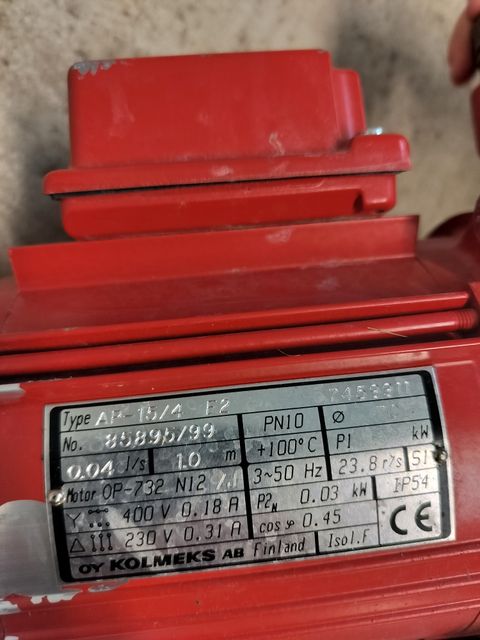 Type AP-15/4 F2
No. 85895/99 PN10 Ø
0.04 l/s 1.0 m +100°C P1 kW
Motor OP-732 N12 3~50 Hz 23.8 r/s S1
400 V 0.18 A P2N 0.03 kW IP54
△ 230 V 0.31 A cos φ 0.45 CE
OY KOLMEKS AB Finland Isol.F